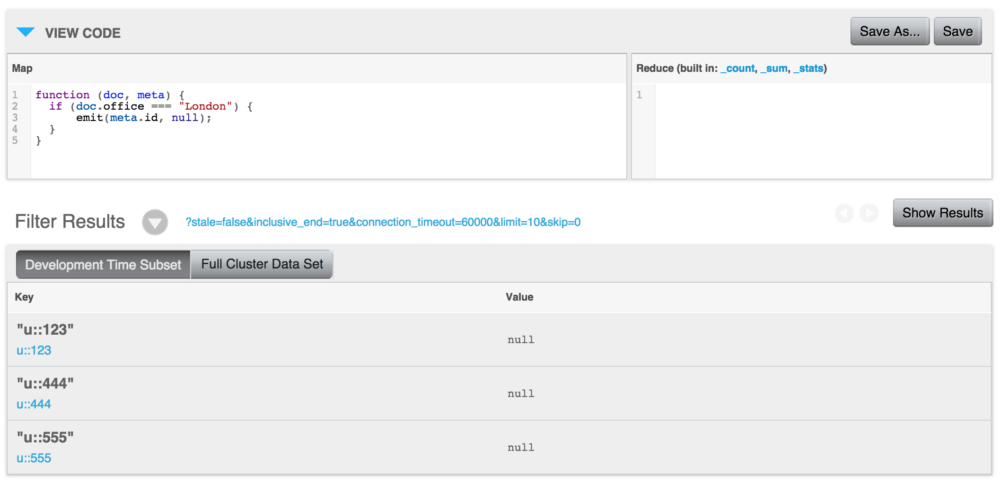 VIEW CODE
Save As...
Save
Map
1 function (doc, meta) {
2   if (doc.office === "London") {
3       emit(meta.id, null);
4   }
5 }
Reduce (built in: _count, _sum, _stats)
1
Filter Results
?stale=false&inclusive_end=true&connection_timeout=60000&limit=10&skip=0
Show Results
Development Time Subset
Full Cluster Data Set
Key Value
"u::123"
u::123
null
"u::444"
u::444
null
"u::555"
u::555
null